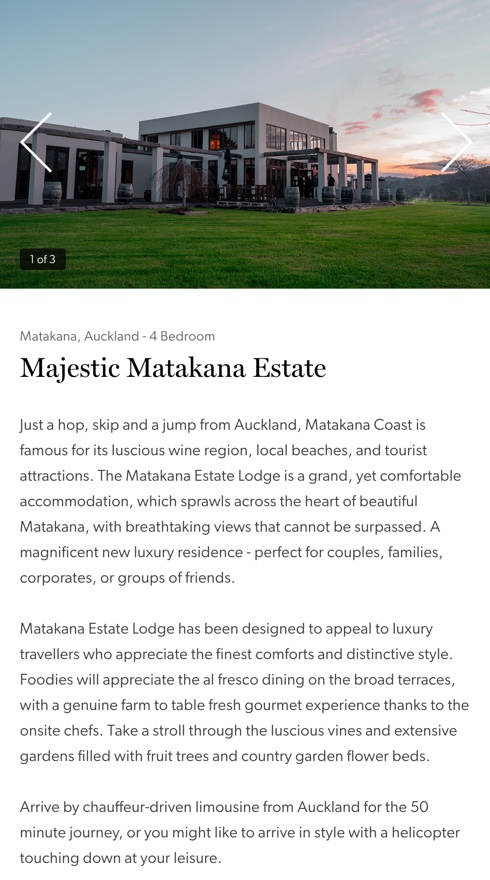 1 of 3
Matakana, Auckland - 4 Bedroom
Majestic Matakana Estate
Just a hop, skip and a jump from Auckland, Matakana Coast is
famous for its luscious wine region, local beaches, and tourist
attractions. The Matakana Estate Lodge is a grand, yet comfortable
accommodation, which sprawls across the heart of beautiful
Matakana, with breathtaking views that cannot be surpassed. A
magnificent new luxury residence - perfect for couples, families,
corporates, or groups of friends.
Matakana Estate Lodge has been designed to appeal to luxury
travellers who appreciate the finest comforts and distinctive style.
Foodies will appreciate the al fresco dining on the broad terraces,
with a genuine farm to table fresh gourmet experience thanks to the
onsite chefs. Take a stroll through the luscious vines and extensive
gardens filled with fruit trees and country garden flower beds.
Arrive by chauffeur-driven limousine from Auckland for the 50
minute journey, or you might like to arrive in style with a helicopter
touching down at your leisure.